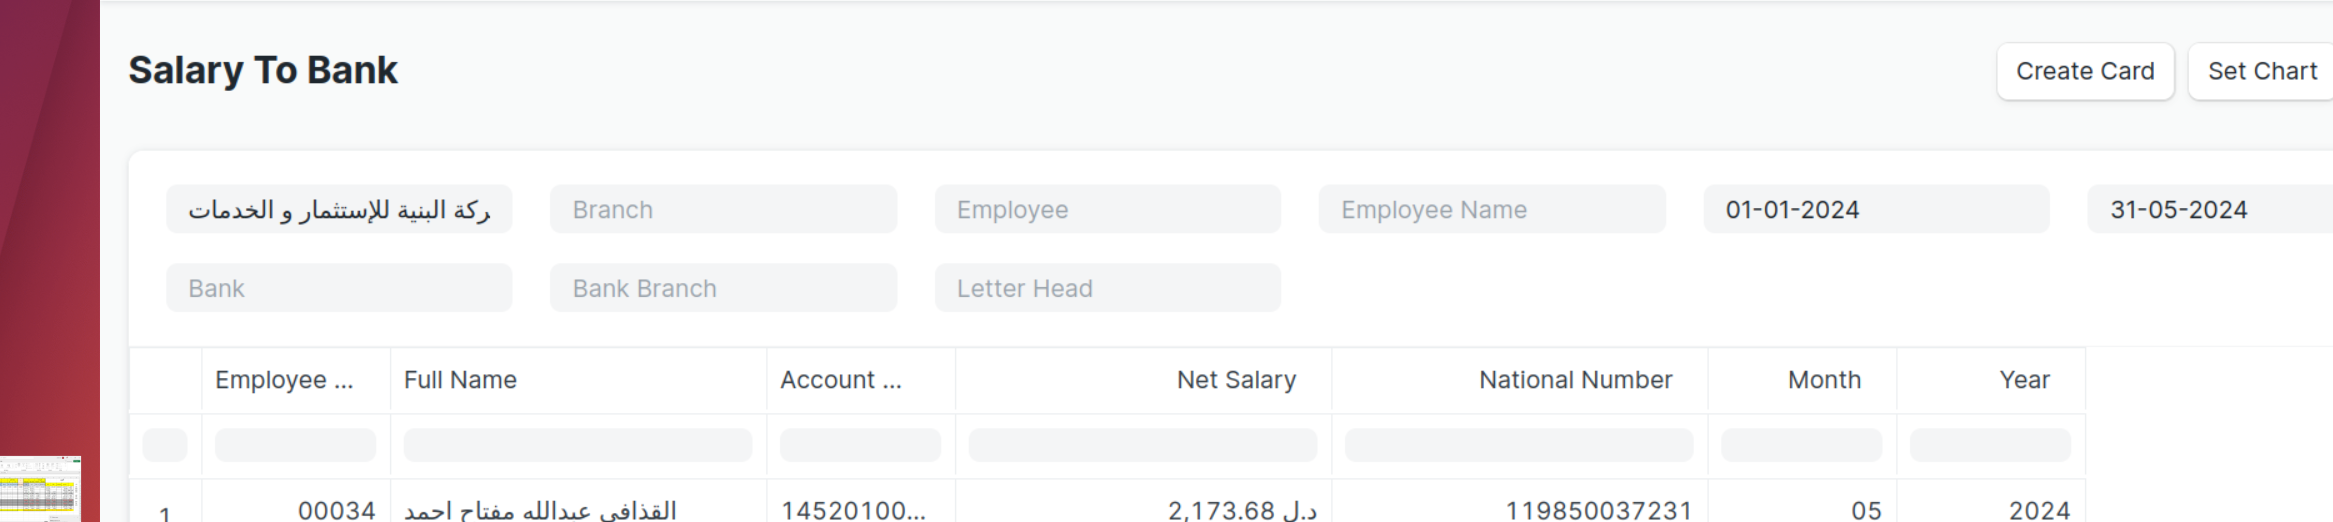 Salary To Bank
Create Card
Set Chart
ركة البنية للإستثمار و الخدمات
Branch
Employee
Employee Name
01-01-2024
31-05-2024
Bank
Bank Branch
Letter Head
Employee ...
Full Name
Account ...
Net Salary
National Number
Month
Year
1
00034
القذافي عبدالله مفتاح احمد
14520100...
د.ل 2,173.68
119850037231
05
2024